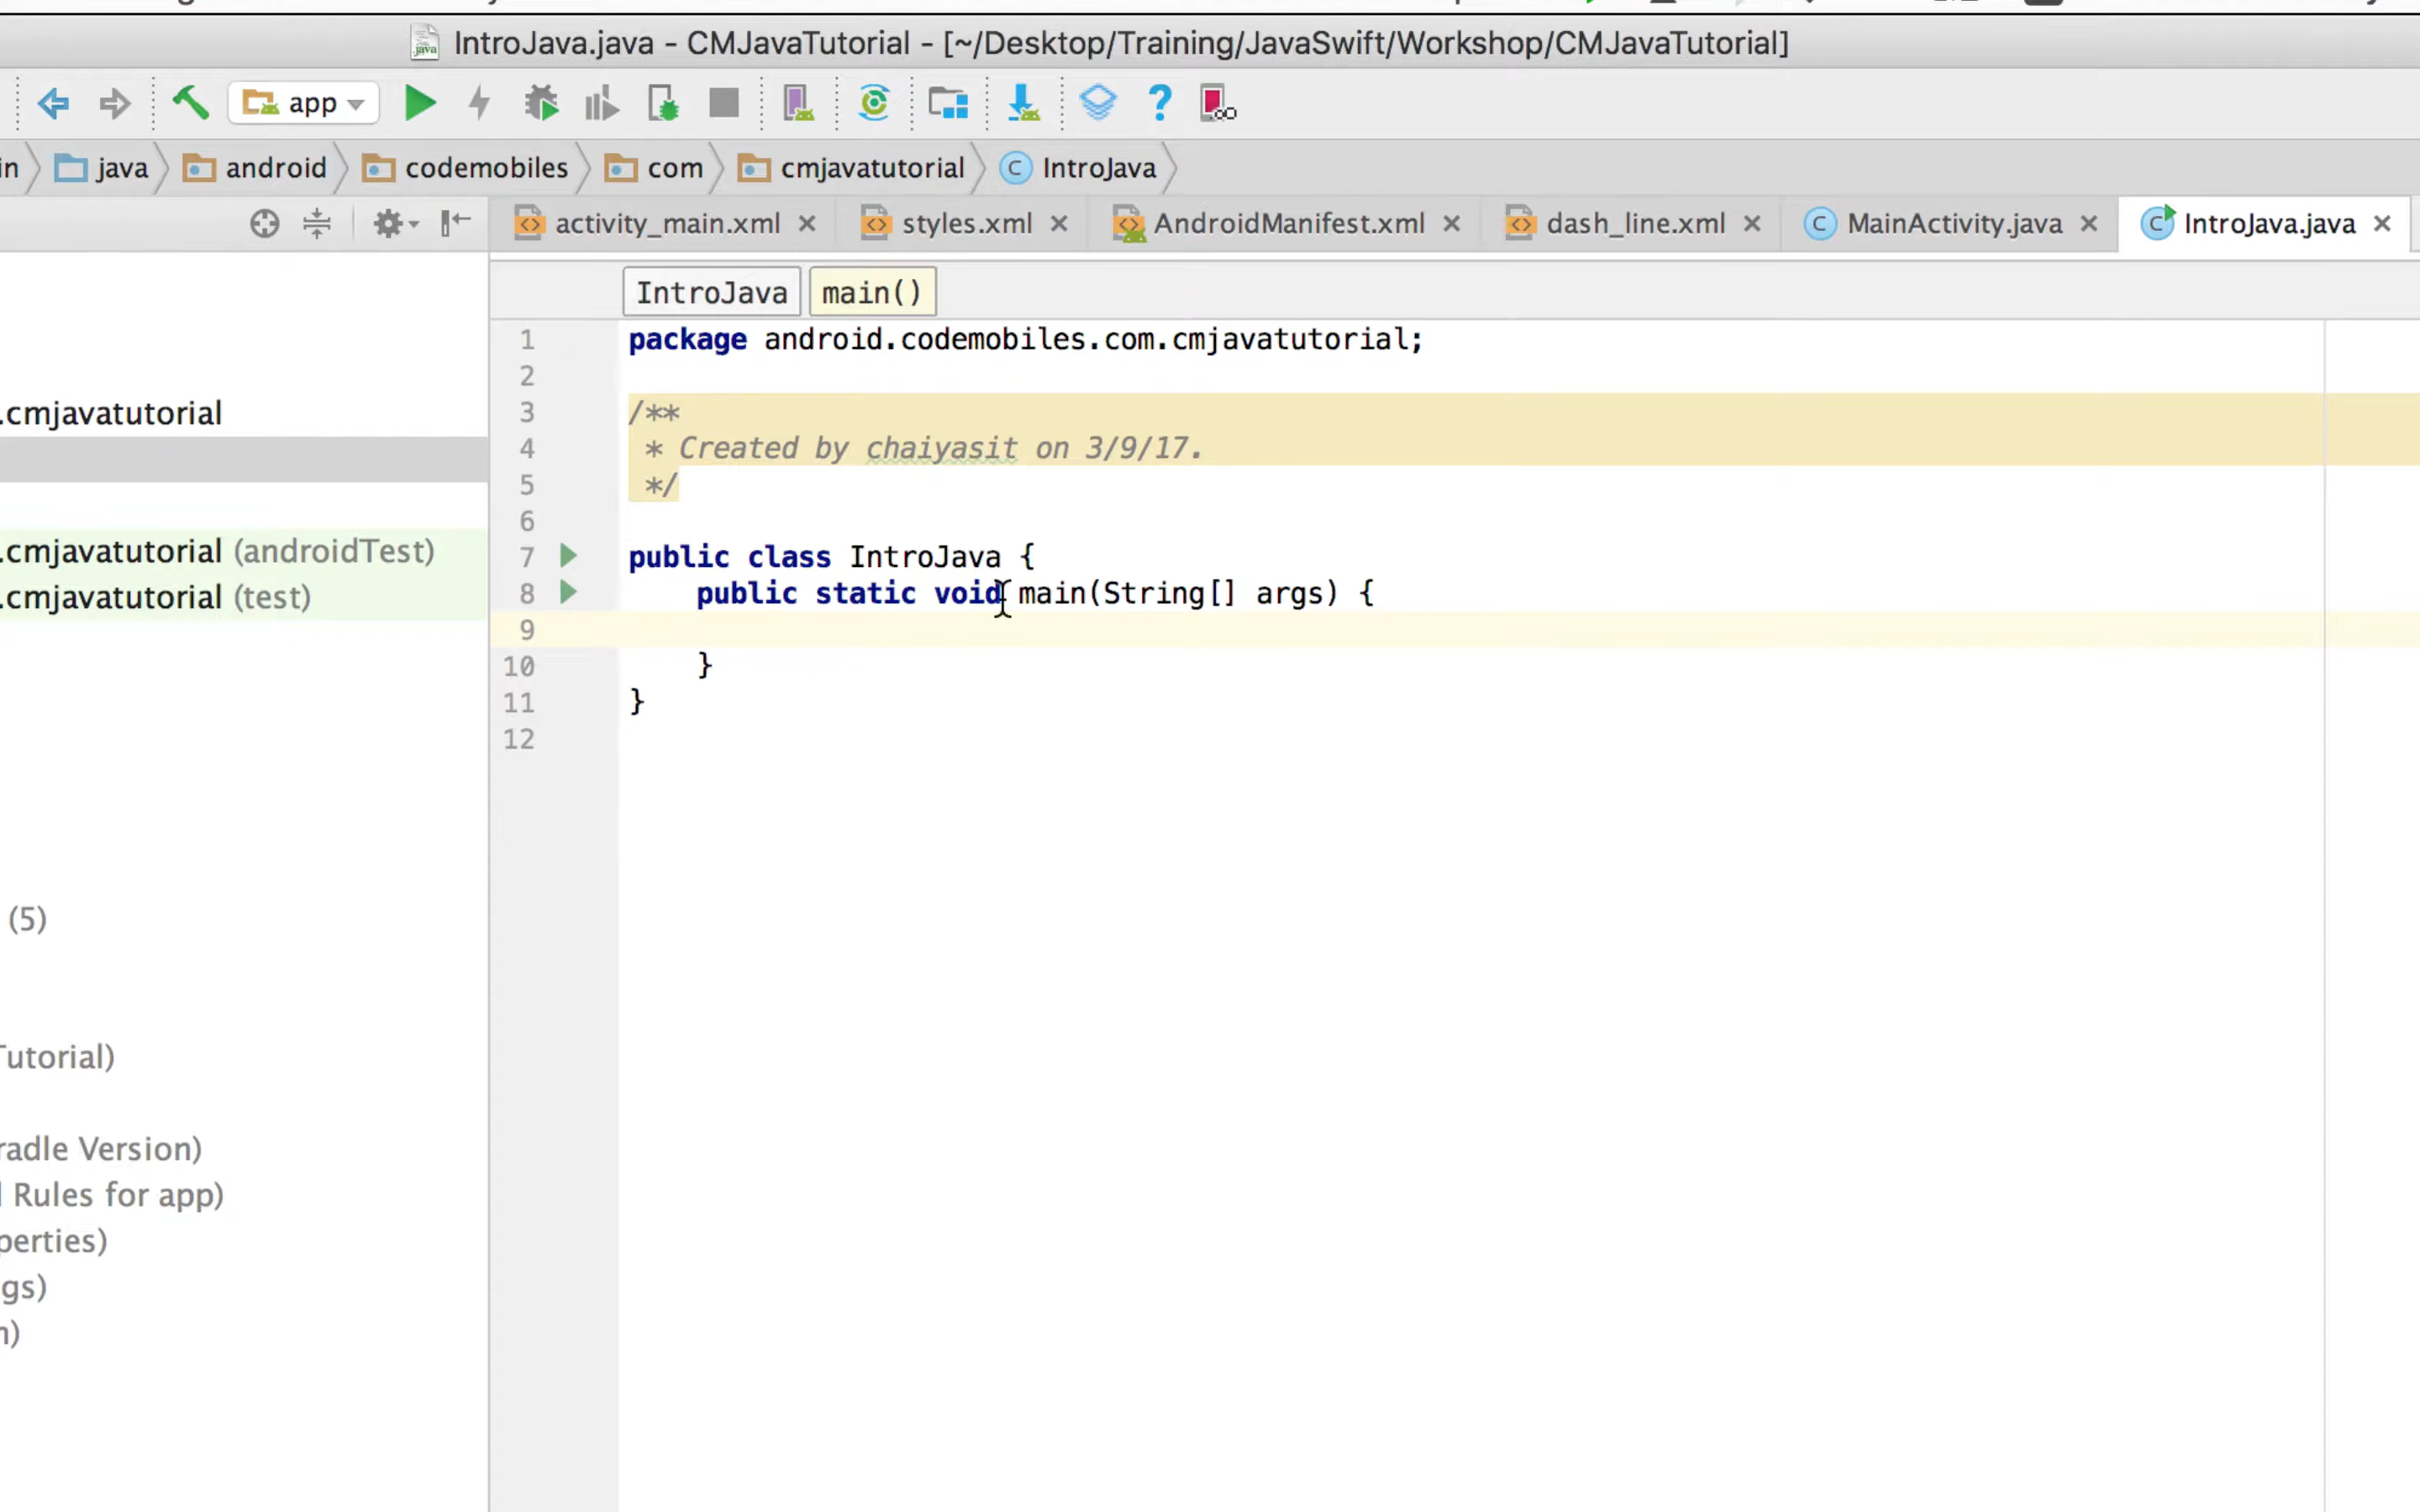 IntroJava.java - CMJavaTutorial - [~/Desktop/Training/JavaSwift/Workshop/CMJavaTutorial]
app
in java android codemobiles com cmjavatutorial IntroJava
activity_main.xml styles.xml AndroidManifest.xml dash_line.xml MainActivity.java IntroJava.java
IntroJava main()
1 package android.codemobiles.com.cmjavatutorial;
2
3 /**
4 * Created by chaiyasit on 3/9/17.
5 */
6
7 public class IntroJava {
8 public static void main(String[] args) {
9
10 }
11 }
12
.cmjavatutorial
.cmjavatutorial (androidTest)
.cmjavatutorial (test)
(5)
Tutorial)
radle Version)
Rules for app)
perties)
gs)